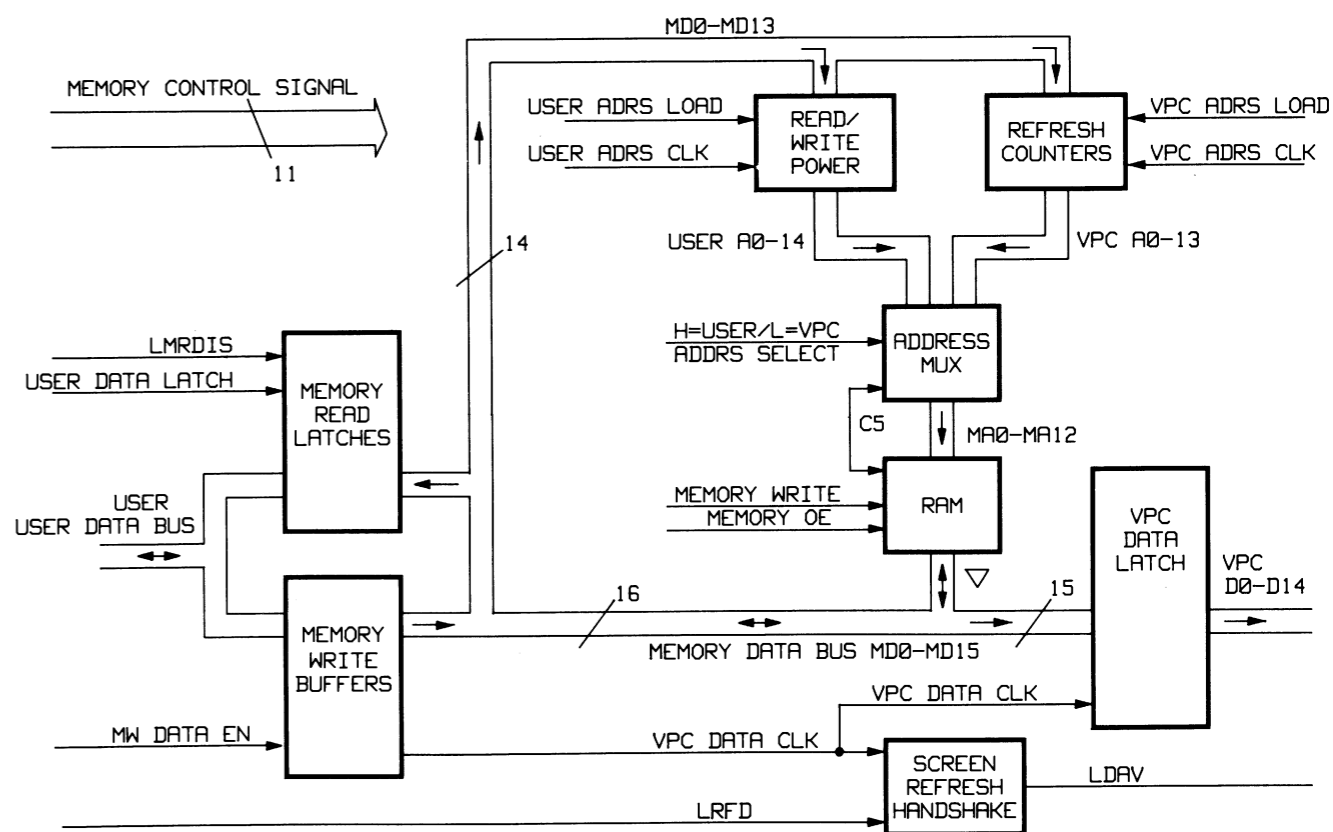 MD0-MD13
MEMORY CONTROL SIGNAL
11
USER ADRS LOAD
USER ADRS CLK
READ/
WRITE
POWER
REFRESH
COUNTERS
VPC ADRS LOAD
VPC ADRS CLK
14
USER A0-14
VPC A0-13
H=USER/L=VPC
ADDRS SELECT
ADDRESS
MUX
LMRDIS
USER DATA LATCH
MEMORY
READ
LATCHES
C5
MA0-MA12
MEMORY WRITE
MEMORY OE
RAM
USER
USER DATA BUS
VPC
DATA
LATCH
VPC
D0-D14
16
15
MEMORY
WRITE
BUFFERS
MEMORY DATA BUS MD0-MD15
VPC DATA CLK
MW DATA EN
VPC DATA CLK
SCREEN
REFRESH
HANDSHAKE
LDAV
LRFD